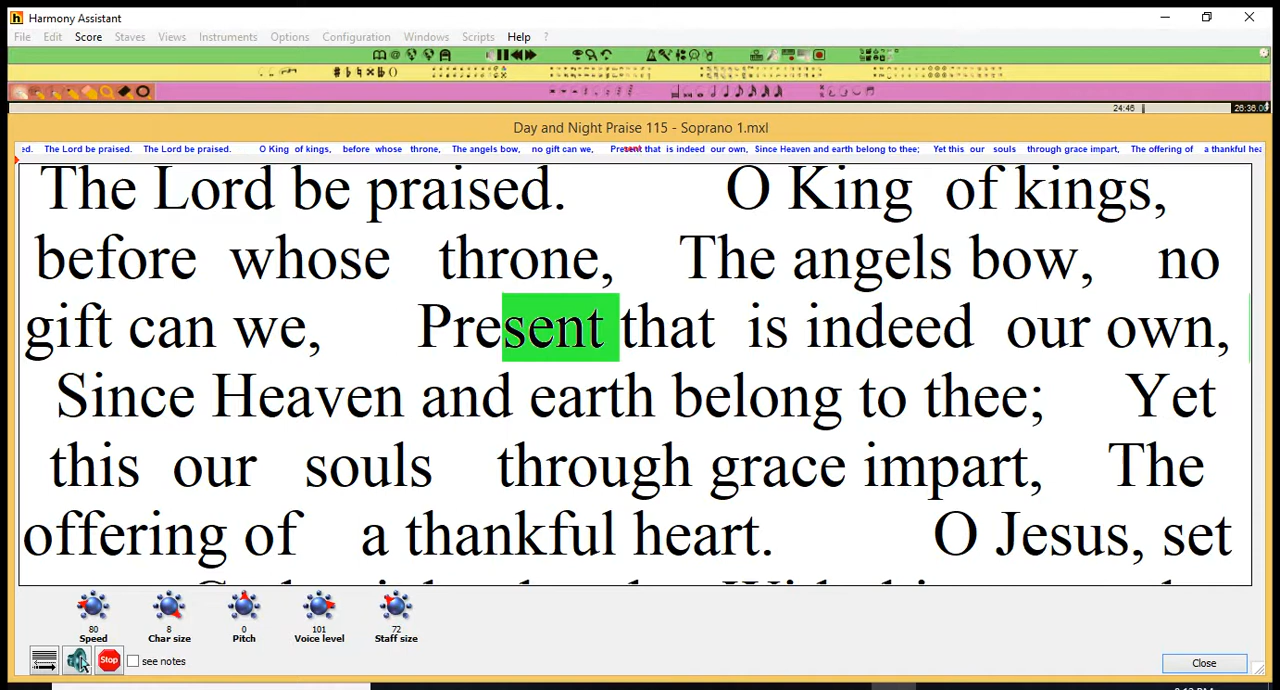 Harmony Assistant
File Edit Score Staves Views Instruments Options Configuration Windows Scripts Help ?
24:46 26:36.00
Day and Night Praise 115 - Soprano 1.mxl
ed. The Lord be praised. The Lord be praised. O King of kings, before whose throne, The angels bow, no gift can we, Present that is indeed our own, Since Heaven and earth belong to thee; Yet this our souls through grace impart, The offering of a thankful hea
The Lord be praised. O King of kings,
before whose throne, The angels bow, no
gift can we, Present that is indeed our own,
Since Heaven and earth belong to thee; Yet
this our souls through grace impart, The
offering of a thankful heart. O Jesus, set
80 8 0 101 72
Speed Char size Pitch Voice level Staff size
Stop see notes Close